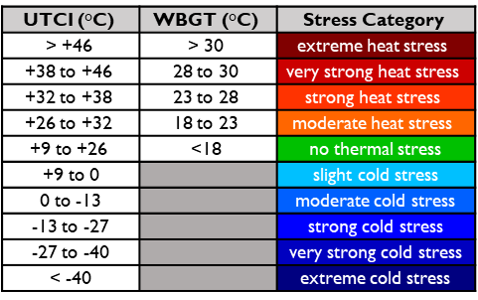 UTCI (°C) WBGT (°C) Stress Category
> +46 > 30 extreme heat stress
+38 to +46 28 to 30 very strong heat stress
+32 to +38 23 to 28 strong heat stress
+26 to +32 18 to 23 moderate heat stress
+9 to +26 <18 no thermal stress
+9 to 0 slight cold stress
0 to -13 moderate cold stress
-13 to -27 strong cold stress
-27 to -40 very strong cold stress
< -40 extreme cold stress